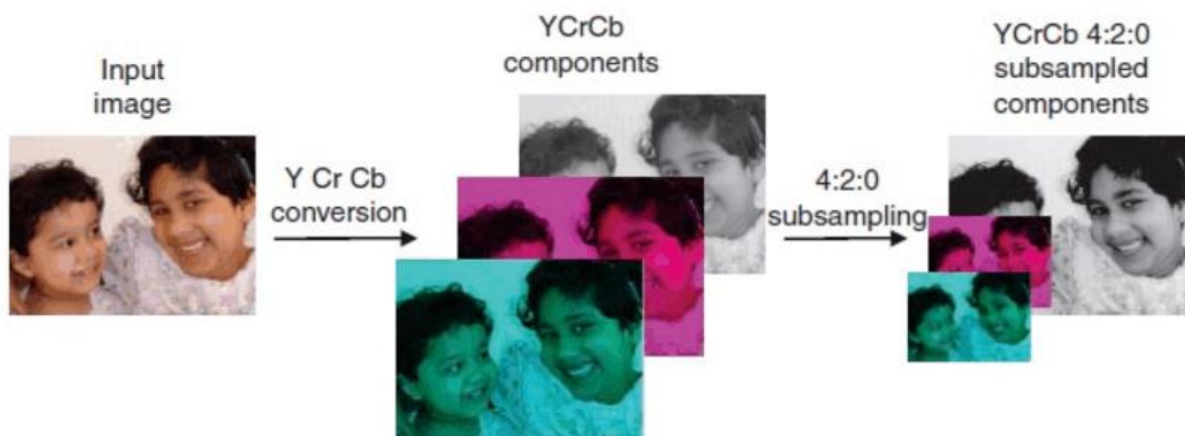 Input
image
Y Cr Cb
conversion
YCrCb
components
4:2:0
subsampling
YCrCb 4:2:0
subsampled
components